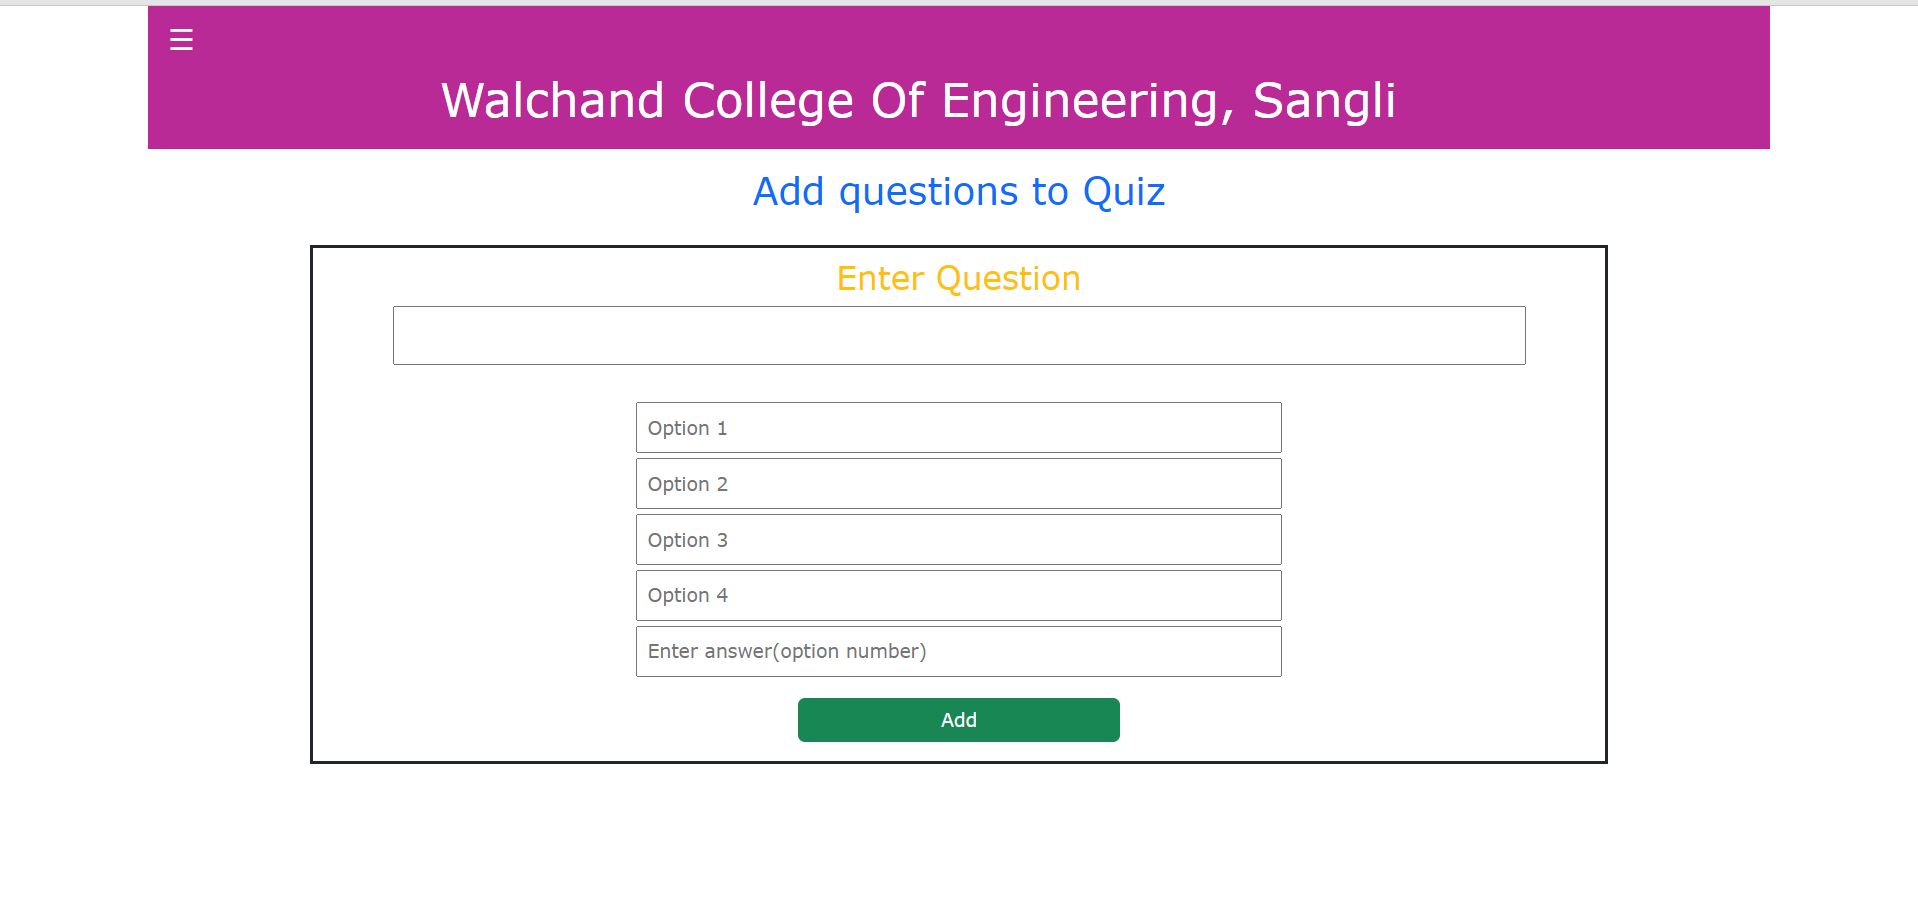 Walchand College Of Engineering, Sangli
Add questions to Quiz
Enter Question
Option 1
Option 2
Option 3
Option 4
Enter answer(option number)
Add